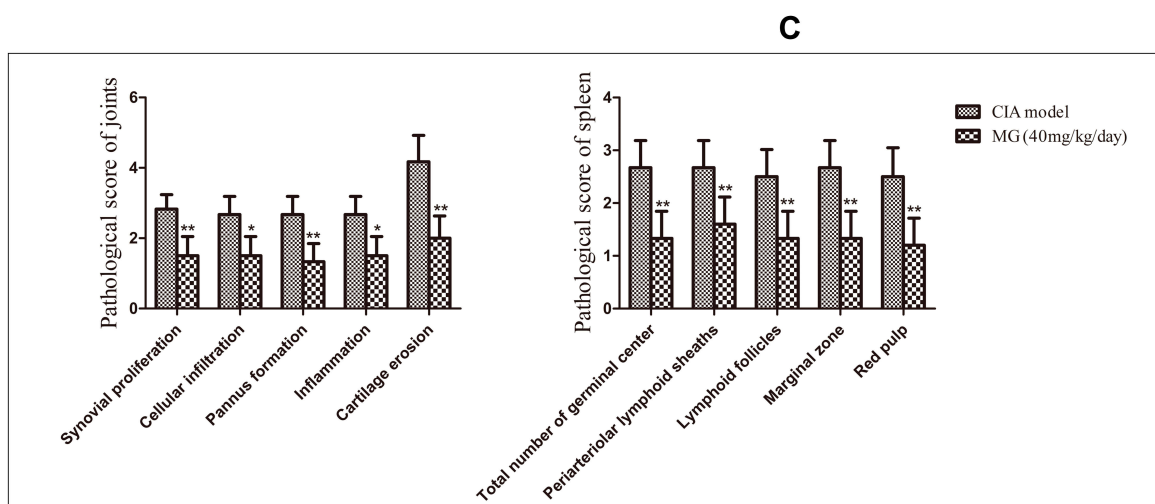 C
Pathological score of joints
6
4
2
0
**
*
**
*
**
Synovial proliferation
Cellular infiltration
Pannus formation
Inflammation
Cartilage erosion
Pathological score of spleen
4
3
2
1
0
**
**
**
**
**
Total number of germinal center
Periarteriolar lymphoid sheaths
Lymphoid follicles
Marginal zone
Red pulp
CIA model
MG (40mg/kg/day)